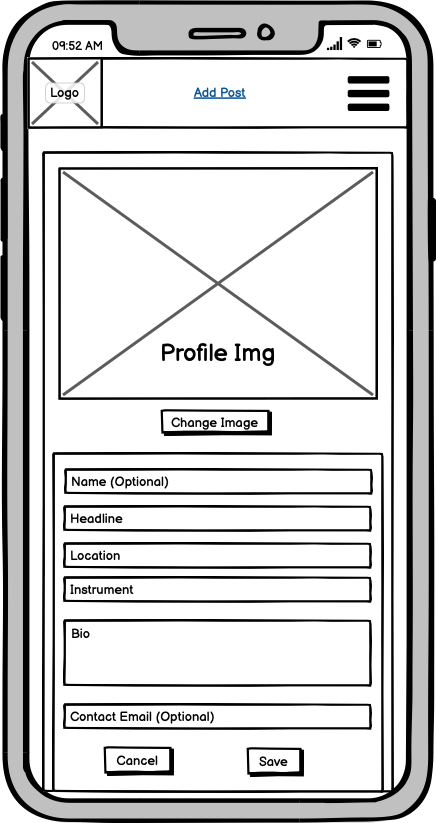 09:52 AM
Logo
Add Post
Profile Img
Change Image
Name (Optional)
Headline
Location
Instrument
Bio
Contact Email (Optional)
Cancel
Save